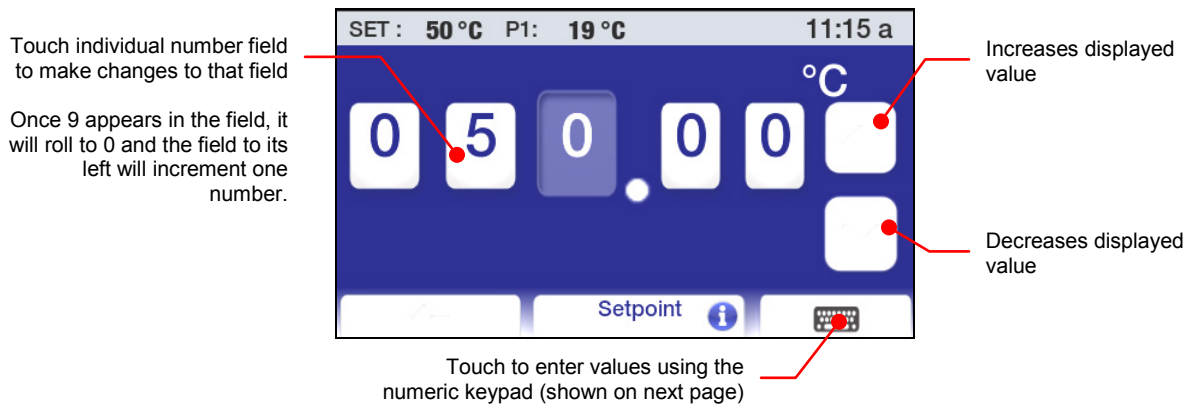 SET : 50 °C P1: 19 °C 11:15 a
Touch individual number field
to make changes to that field
Once 9 appears in the field, it
will roll to 0 and the field to its
left will increment one
number.
°C
0 5 0 . 0 0
Setpoint i
Increases displayed
value
Decreases displayed
value
Touch to enter values using the
numeric keypad (shown on next page)